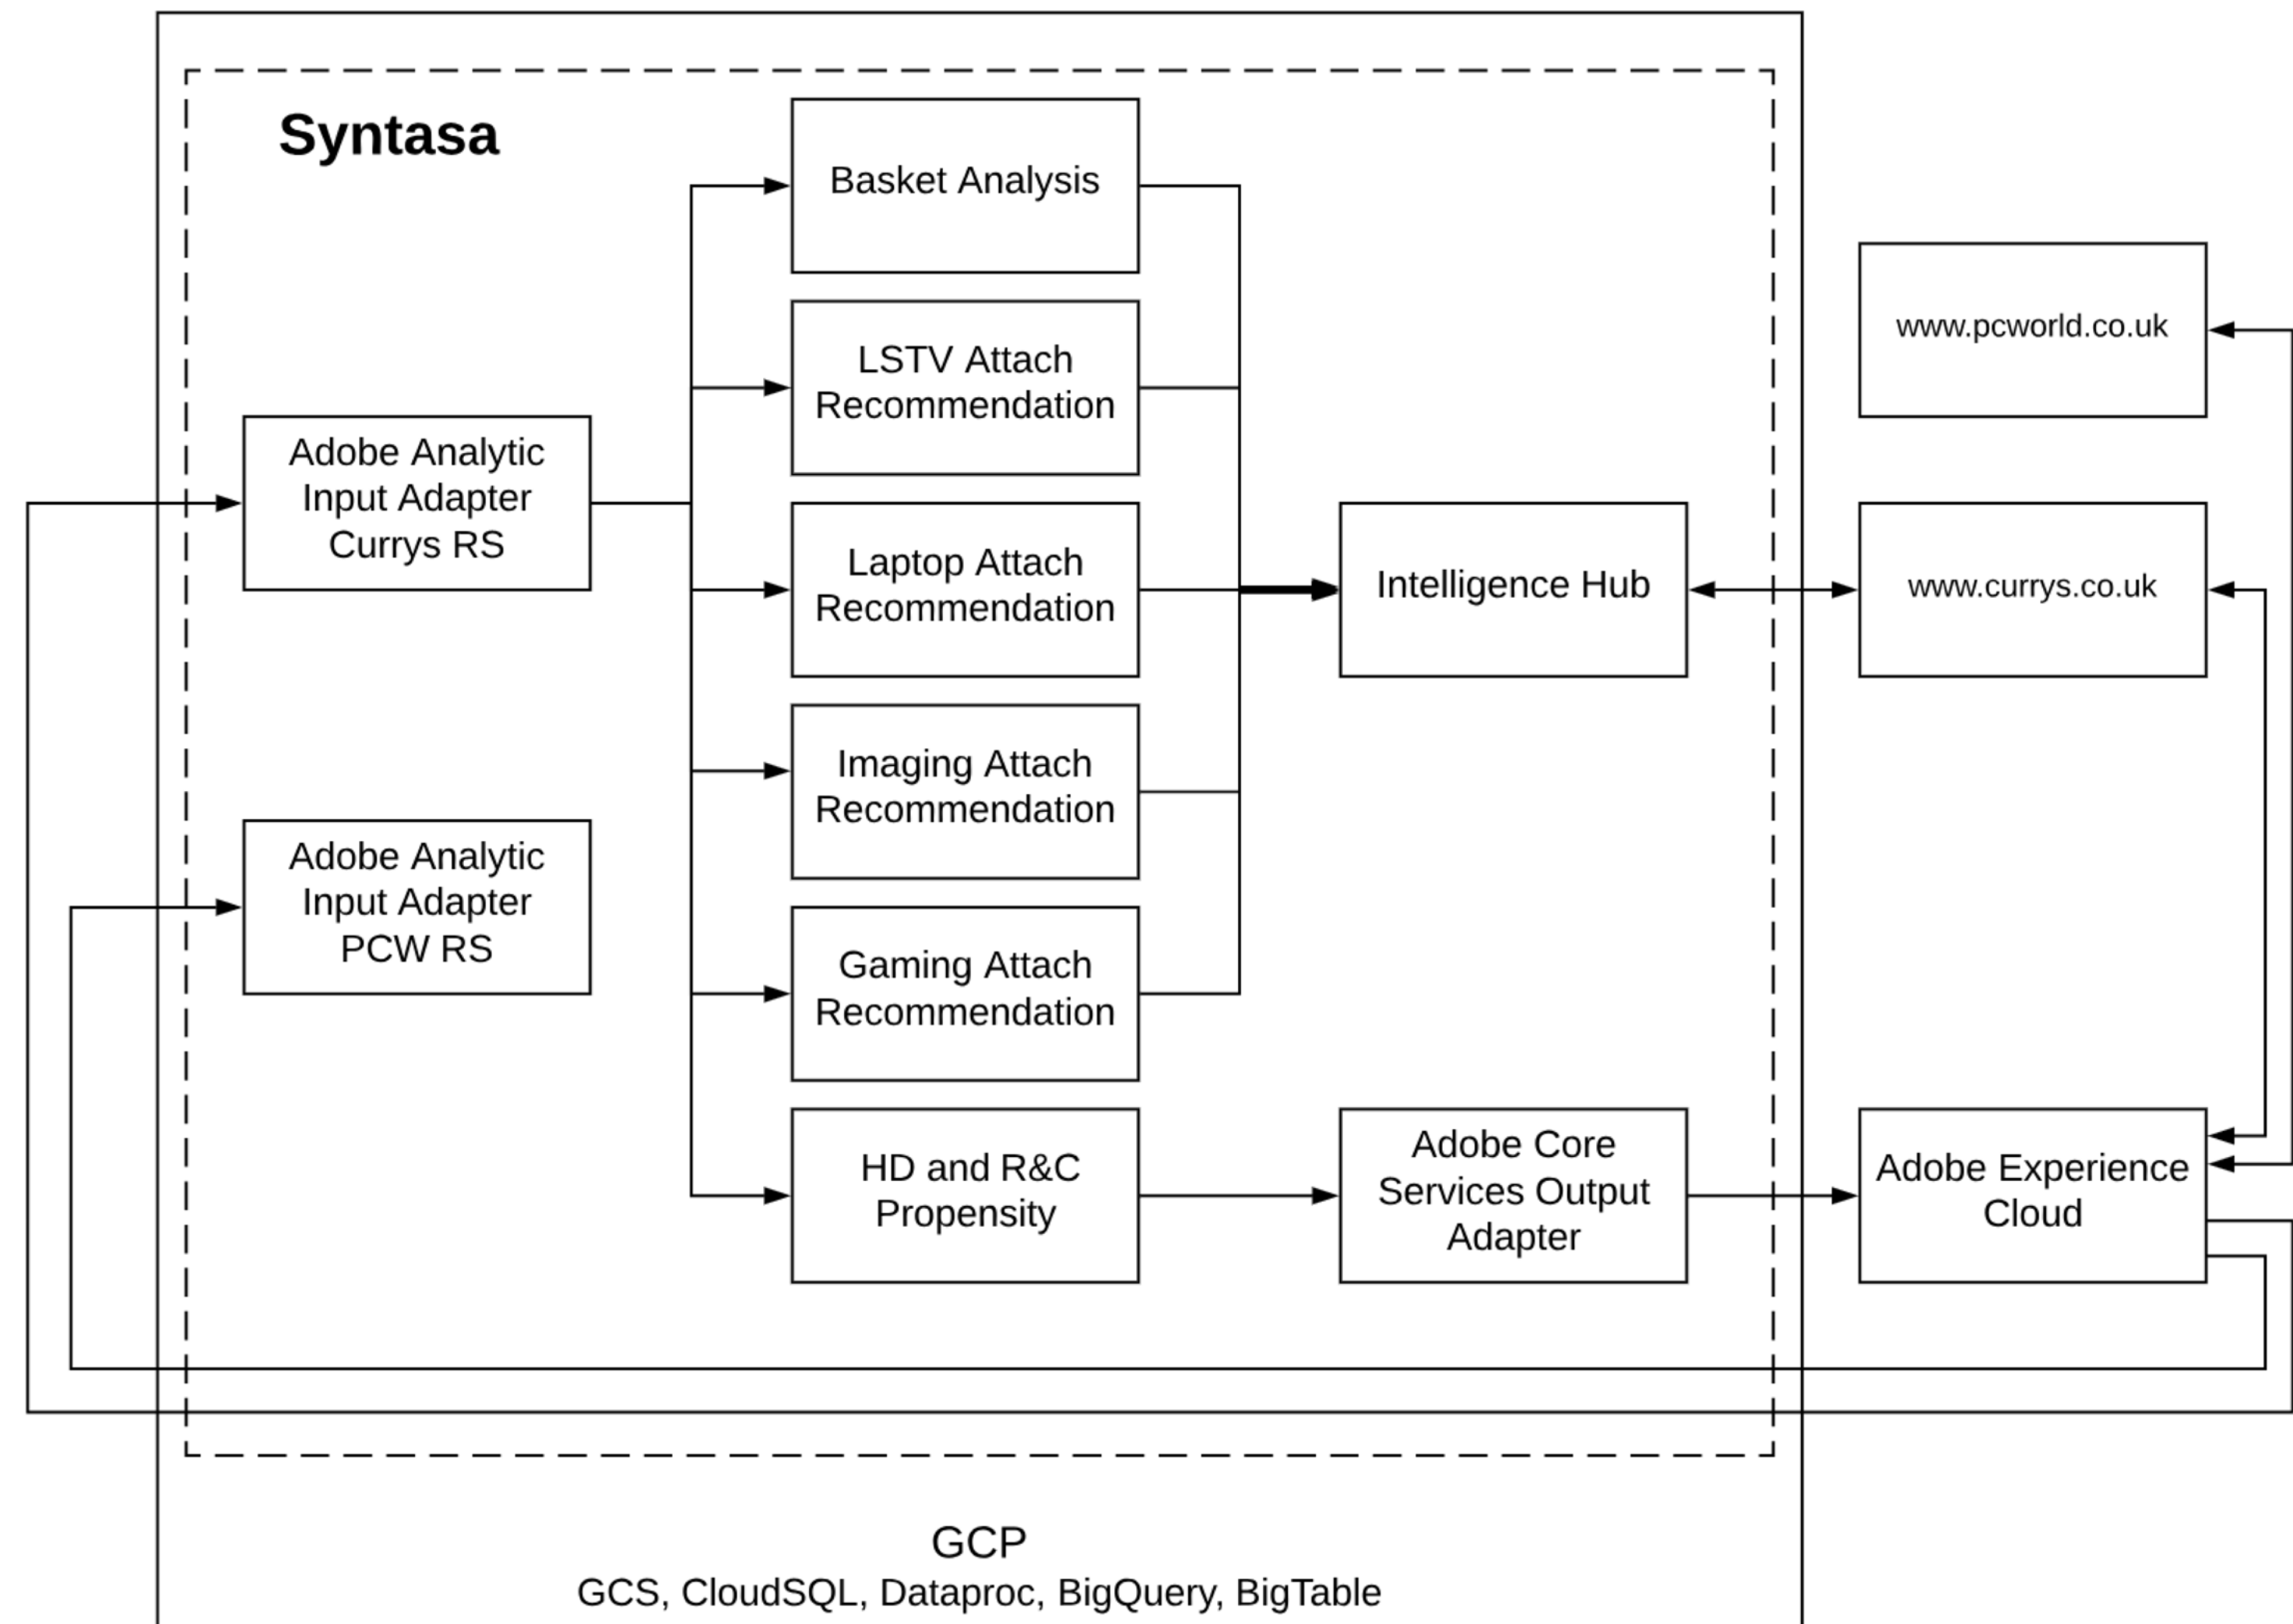 Syntasa
Basket Analysis
LSTV Attach
Recommendation
www.pcworld.co.uk
Adobe Analytic
Input Adapter
Currys RS
Laptop Attach
Recommendation
Intelligence Hub
www.currys.co.uk
Imaging Attach
Recommendation
Adobe Analytic
Input Adapter
PCW RS
Gaming Attach
Recommendation
HD and R&C
Propensity
Adobe Core
Services Output
Adapter
Adobe Experience
Cloud
GCP
GCS, CloudSQL, Dataproc, BigQuery, BigTable